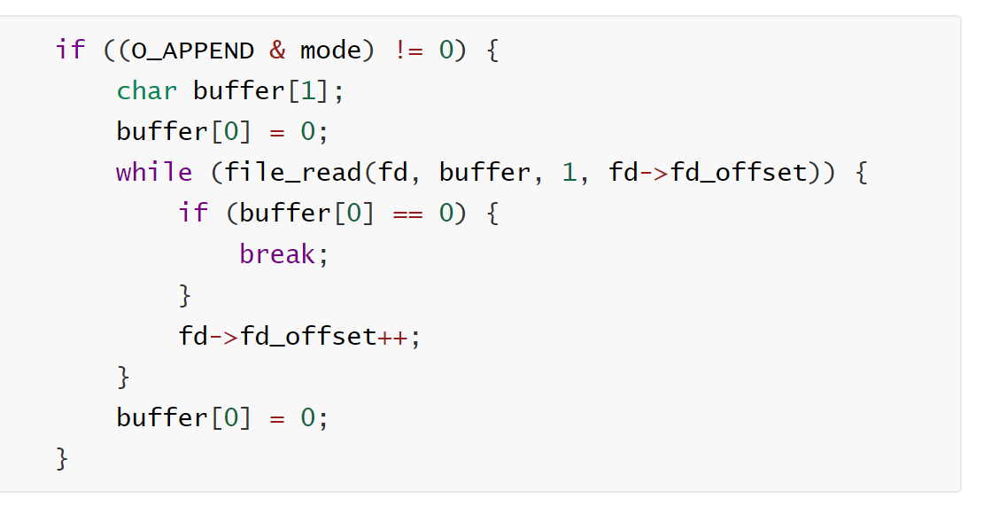 if ((O_APPEND & mode) != 0) {
    char buffer[1];
    buffer[0] = 0;
    while (file_read(fd, buffer, 1, fd->fd_offset)) {
        if (buffer[0] == 0) {
            break;
        }
        fd->fd_offset++;
    }
    buffer[0] = 0;
}